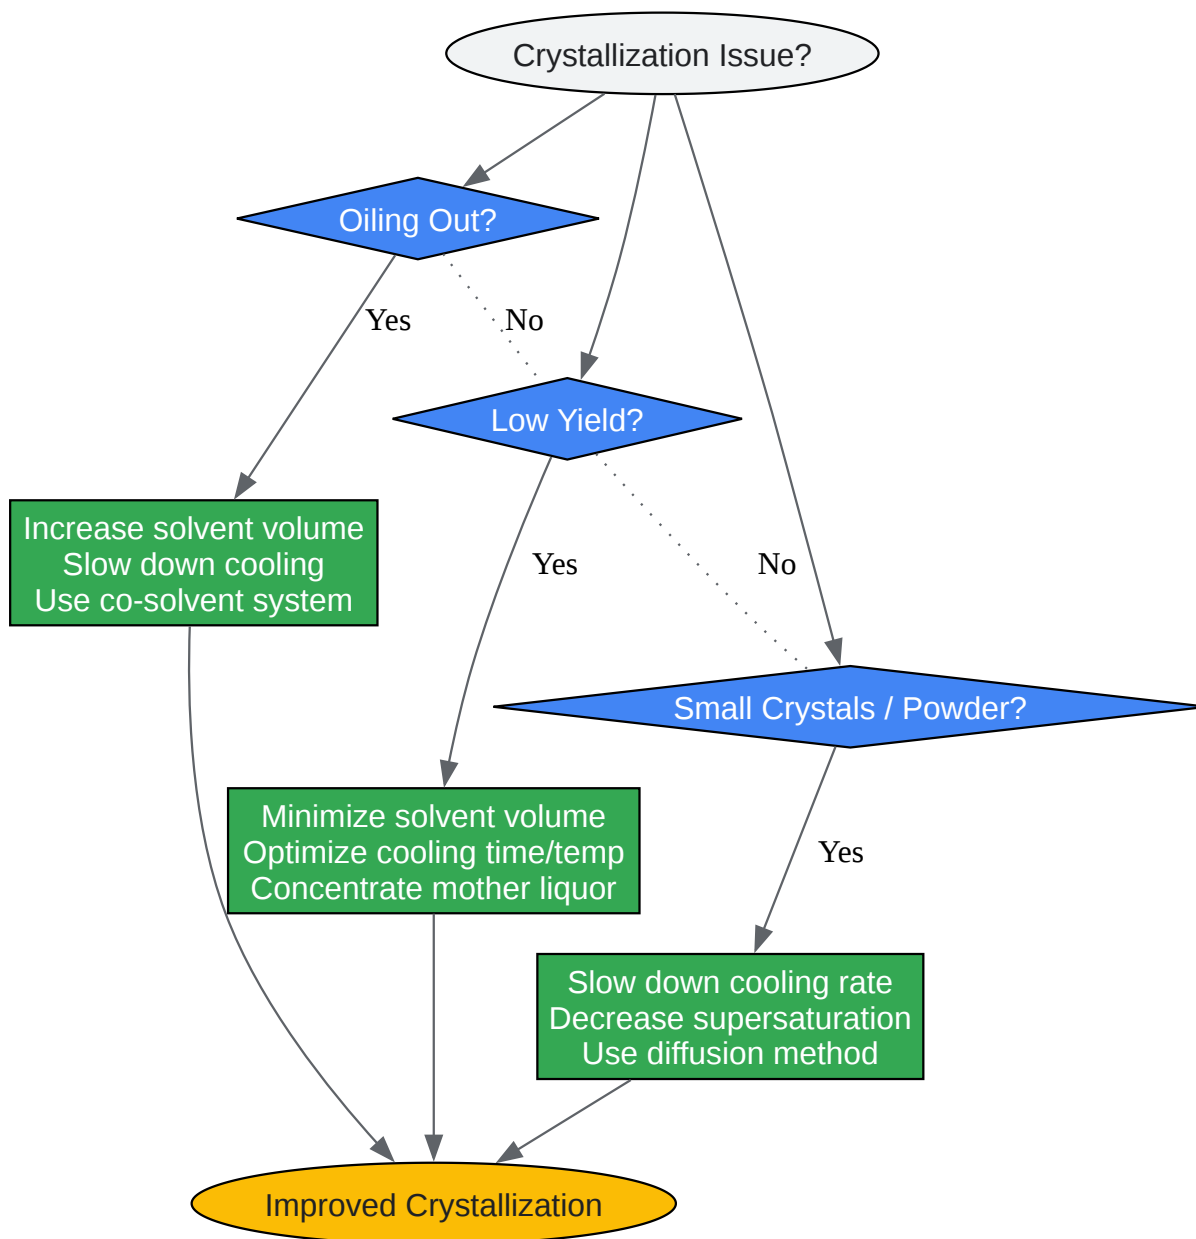 Crystallization Issue?
Oiling Out?
Yes
No
Low Yield?
Increase solvent volume
Slow down cooling
Use co-solvent system
Yes
No
Small Crystals / Powder?
Minimize solvent volume
Optimize cooling time/temp
Concentrate mother liquor
Yes
Slow down cooling rate
Decrease supersaturation
Use diffusion method
Improved Crystallization